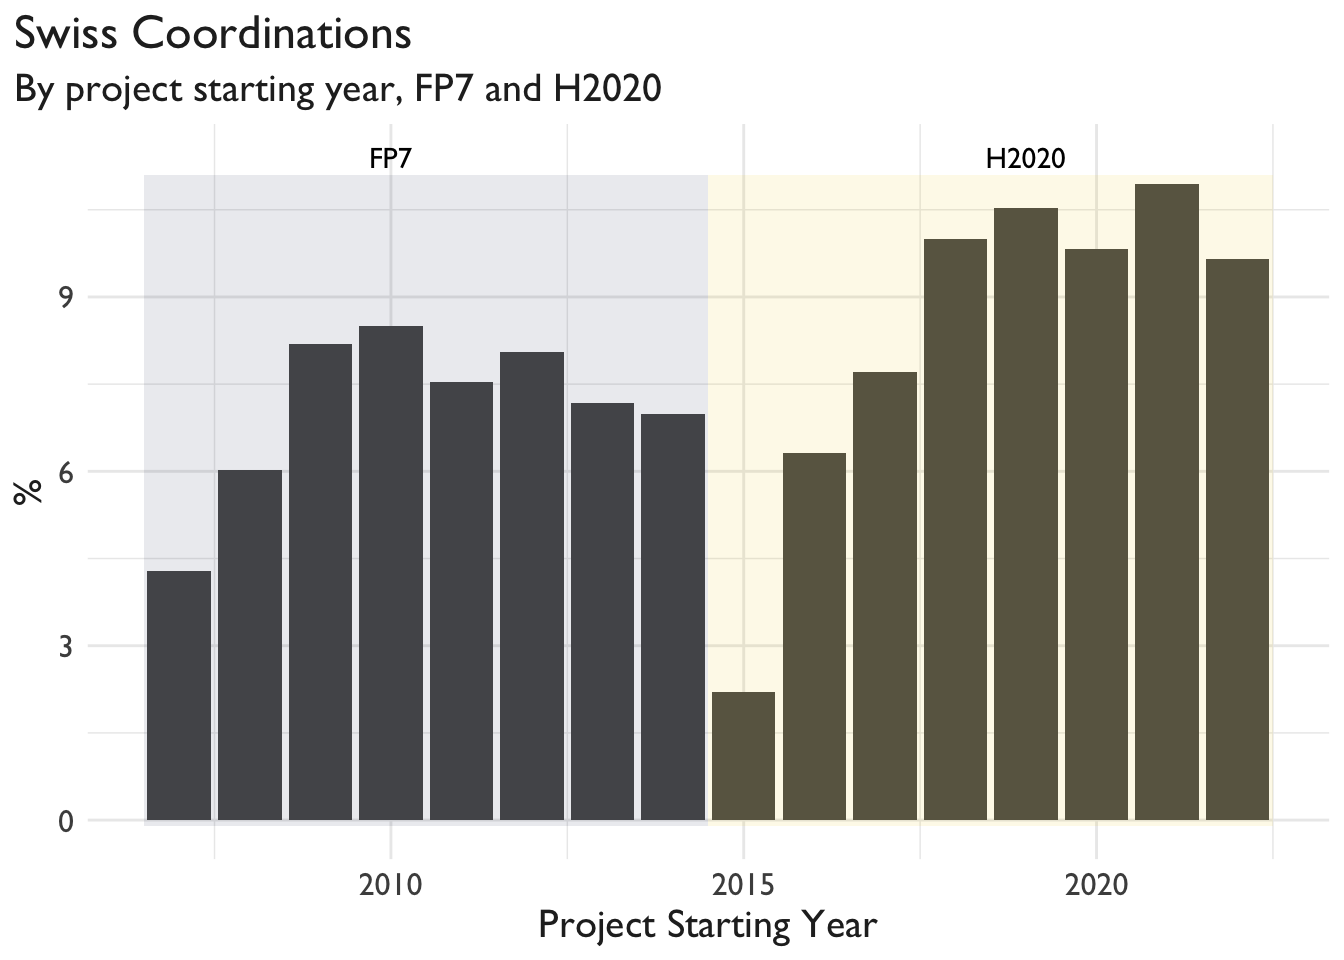 Swiss Coordinations
By project starting year, FP7 and H2020
FP7
H2020
9
6
3
0
%
2010
2015
2020
Project Starting Year